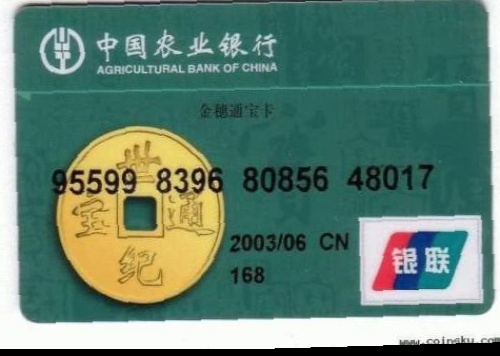 中国农业银行
AGRICULTURAL BANK OF CHINA
金穗通宝卡
世
95599 8396 80856 48017
宝 通
2003/06 CN
纪
168
银联
www.coinsku.com